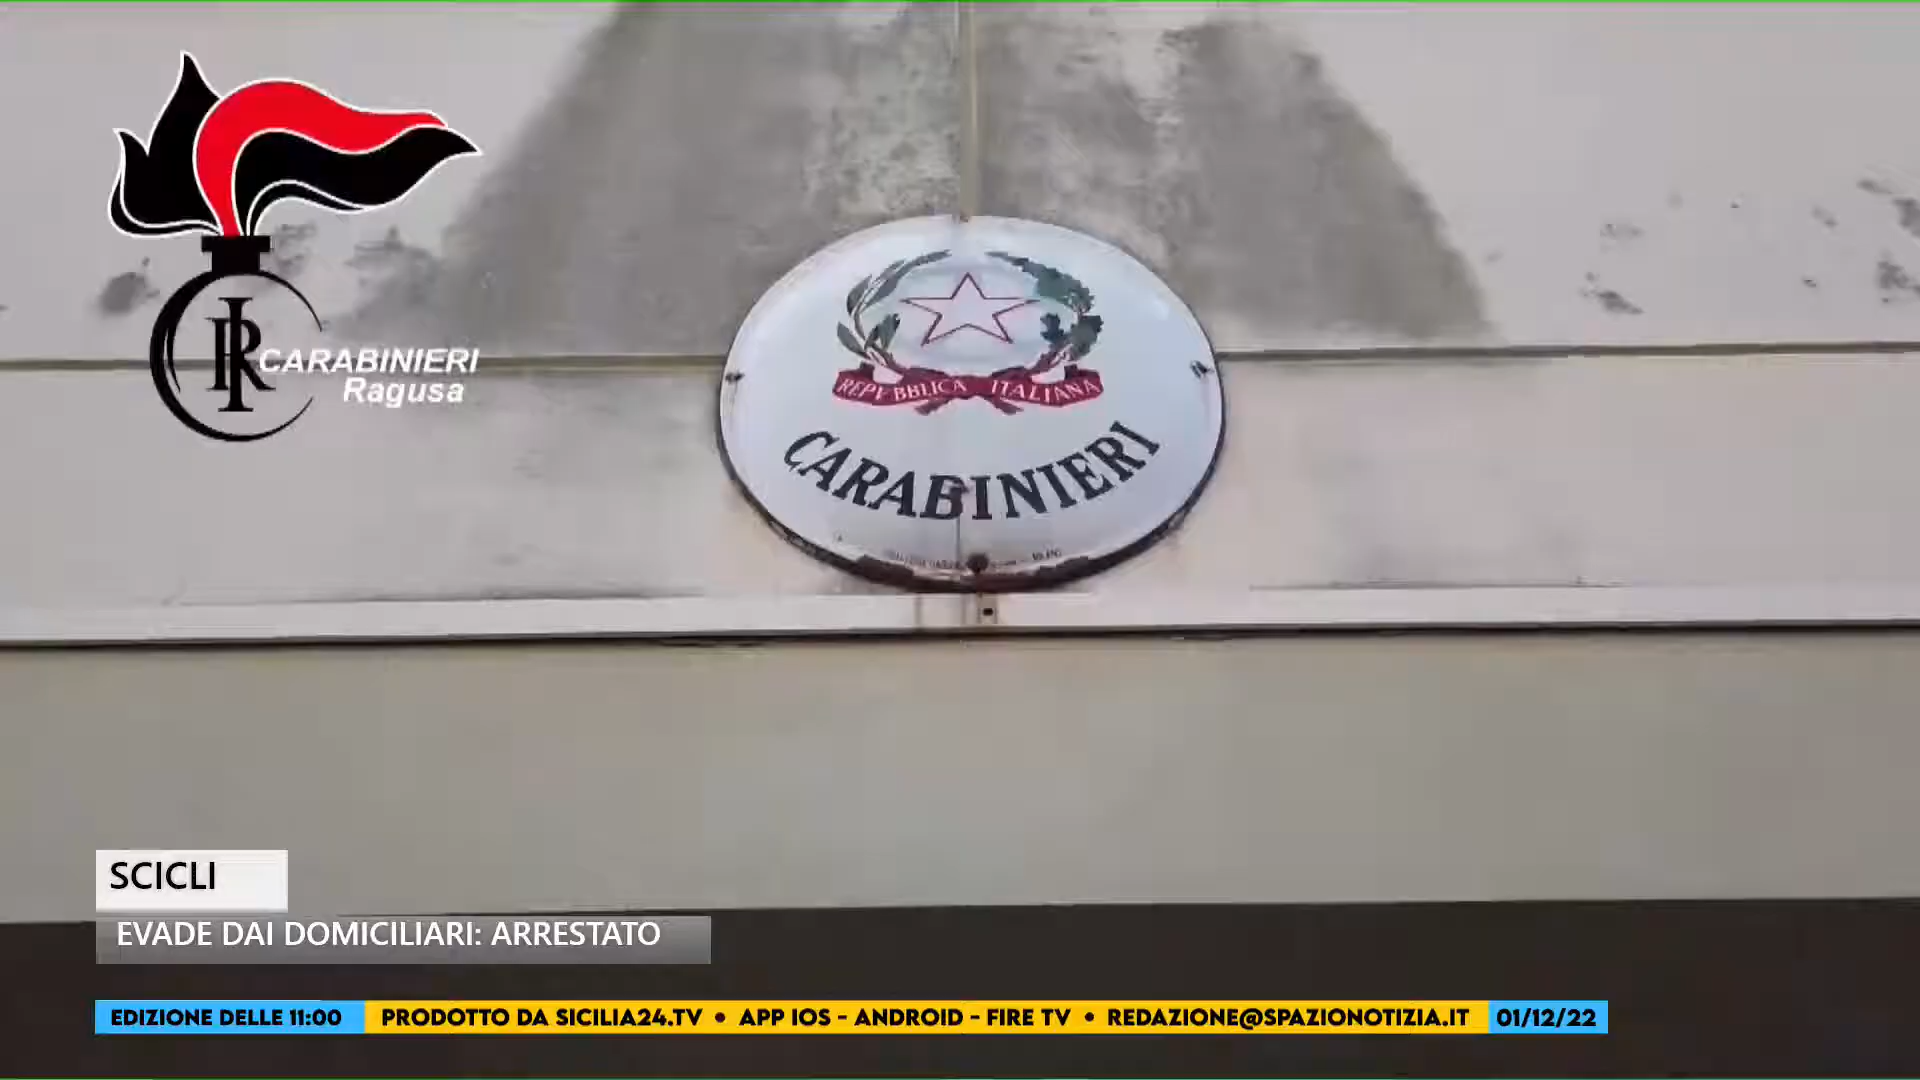 RI
CARABINIERI
Ragusa
REPVBBLICA ITALIANA
CARABINIERI
SCICLI
EVADE DAI DOMICILIARI: ARRESTATO
EDIZIONE DELLE 11:00 PRODOTTO DA SICILIA24.TV • APP IOS - ANDROID - FIRE TV • REDAZIONE@SPAZIONOTIZIA.IT 01/12/22